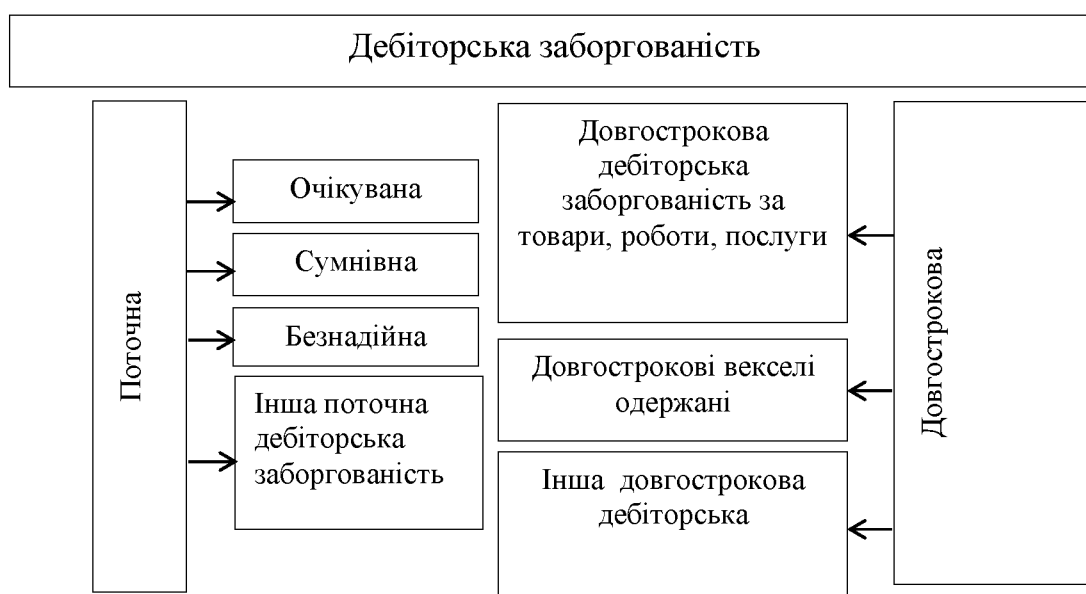 Дебіторська заборгованість
Поточна
Очікувана
Сумнівна
Безнадійна
Інша поточна
дебіторська
заборгованість
Довгострокова
дебіторська
заборгованість за
товари, роботи, послуги
Довгострокові векселі
одержані
Інша довгострокова
дебіторська
Довгострокова